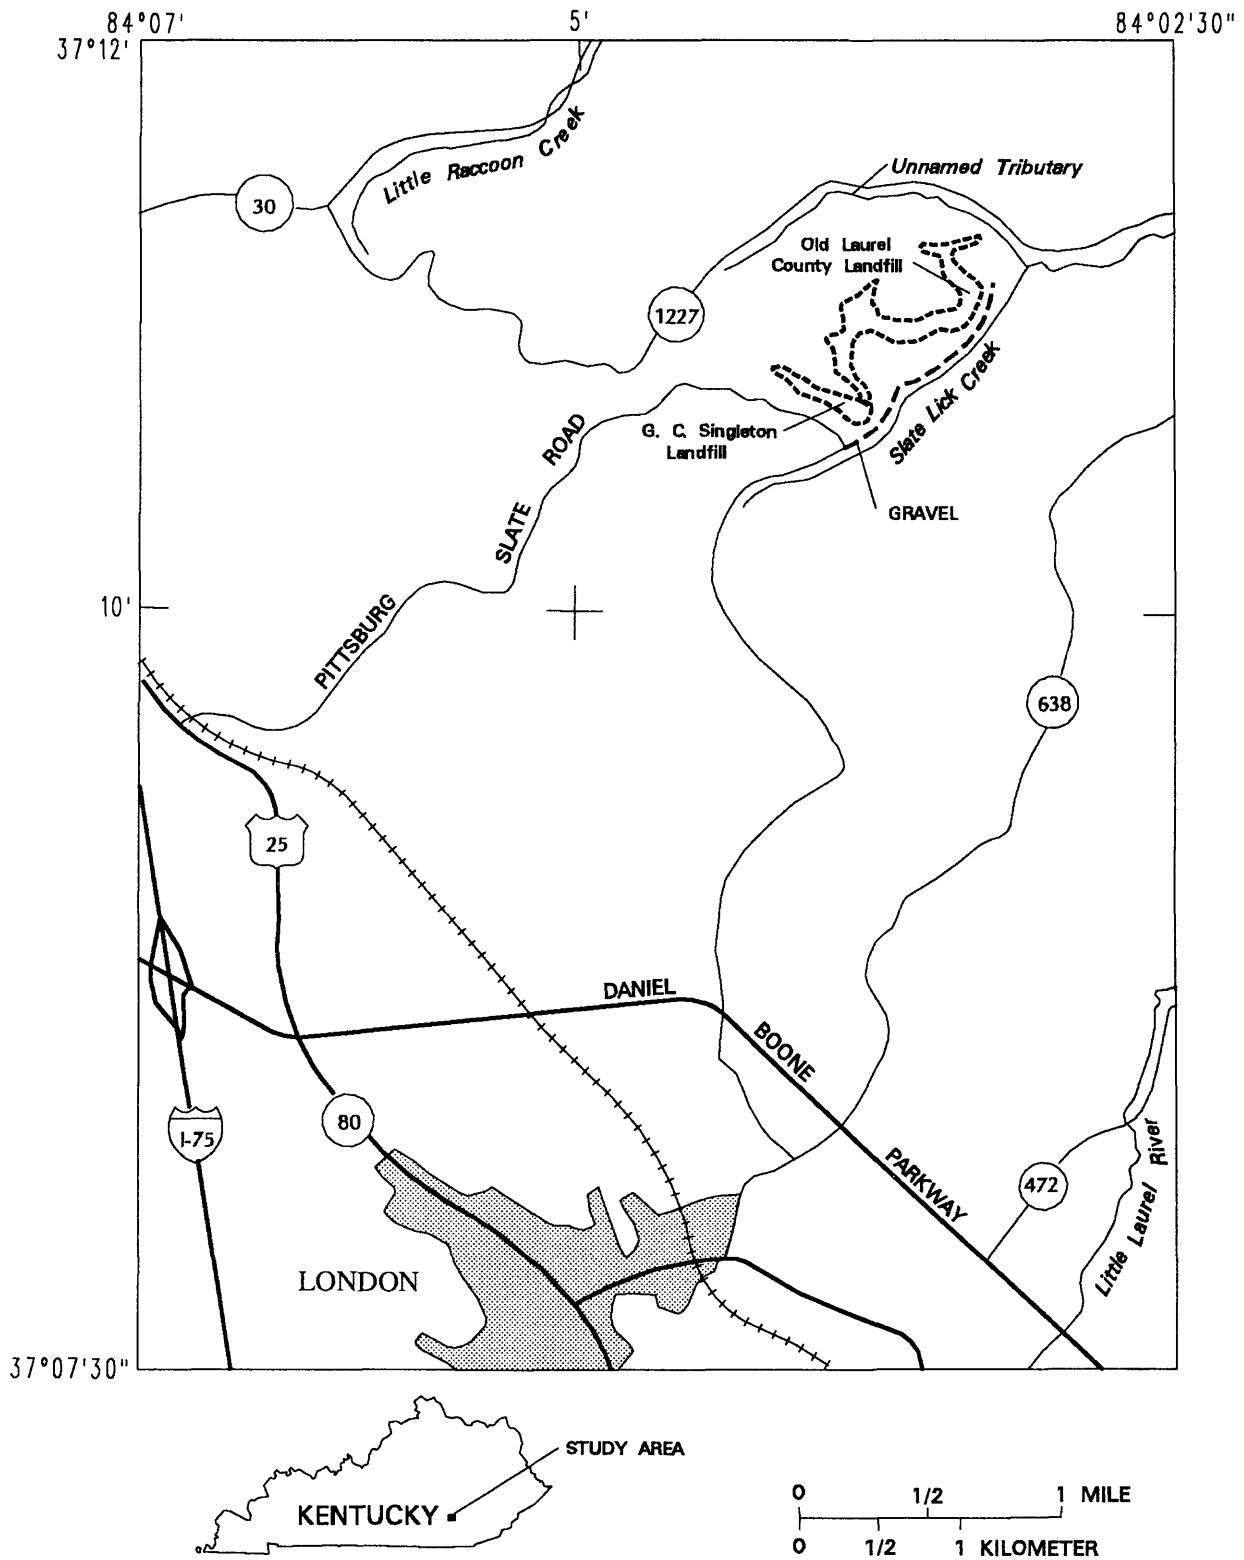 84°07'
5'
84°02'30"
37°12'
Little Raccoon Creek
Unnamed Tributary
30
Old Laurel
County Landfill
1227
Slate Lick Creek
G. C. Singleton
Landfill
GRAVEL
PITTSBURG SLATE ROAD
10'
638
25
DANIEL BOONE PARKWAY
I-75
80
472
Little Laurel River
LONDON
37°07'30"
STUDY AREA
KENTUCKY
0 1/2 1 MILE
0 1/2 1 KILOMETER